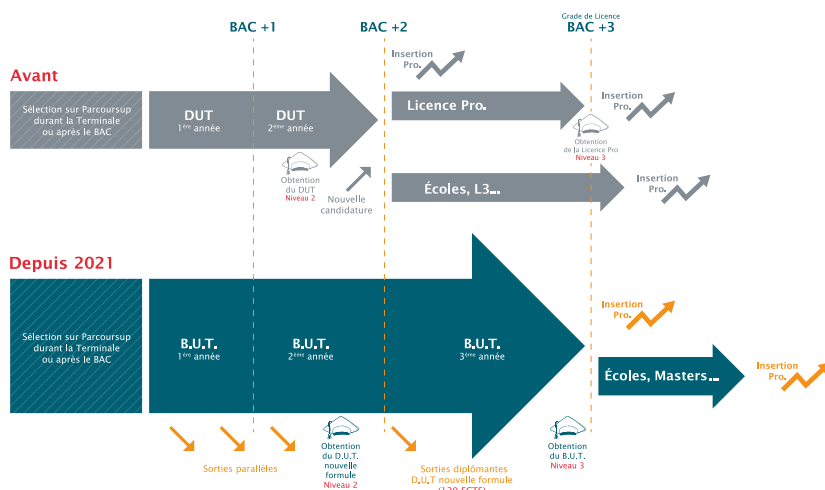 Grade de Licence
BAC +1
BAC +2
BAC +3
Avant
Insertion
Pro.
Sélection sur Parcoursup
durant la Terminale
ou après le BAC
DUT
1ère année
DUT
2ème année
Licence Pro.
Insertion
Pro.
Obtention
de la Licence Pro
Niveau 3
Obtention
du DUT
Niveau 2
Nouvelle
candidature
Écoles, L3...
Insertion
Pro.
Depuis 2021
Sélection sur Parcoursup
durant la Terminale
ou après le BAC
B.U.T.
1ère année
B.U.T.
2ème année
B.U.T.
3ème année
Insertion
Pro.
Écoles, Masters...
Insertion
Pro.
Sorties parallèles
Obtention
du D.U.T.
nouvelle
formule
Niveau 2
Sorties diplômantes
D.U.T nouvelle formule
(120 ECTS)
Obtention
du B.U.T.
Niveau 3